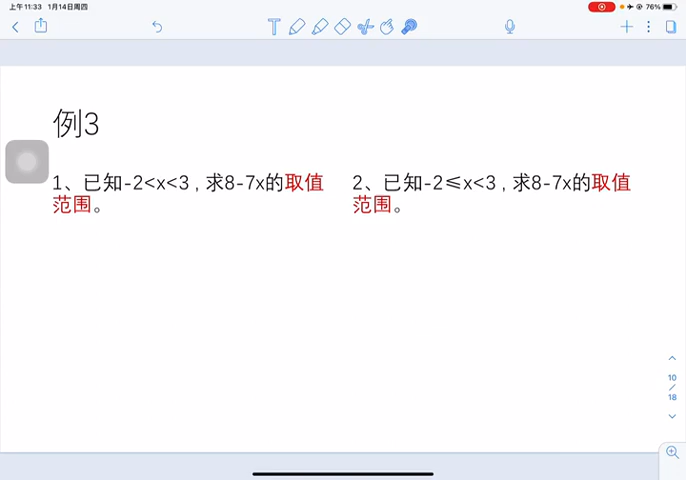 上午11:33 1月14日周四
76%
T
例3
1、已知-2<x<3，求8-7x的取值
范围。
2、已知-2≤x<3，求8-7x的取值
范围。
10
/
18